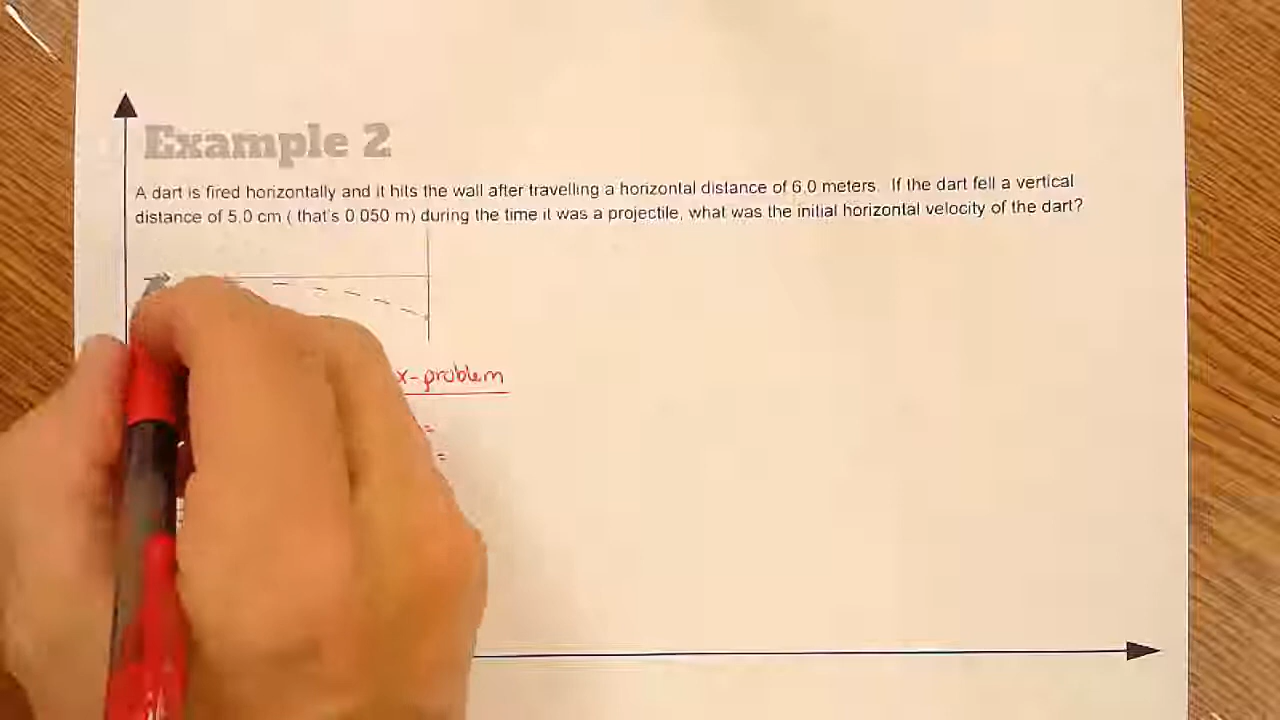 Example 2
A dart is fired horizontally and it hits the wall after travelling a horizontal distance of 6.0 meters. If the dart fell a vertical
distance of 5.0 cm ( that's 0.050 m) during the time it was a projectile, what was the initial horizontal velocity of the dart?
x-problem
=
=